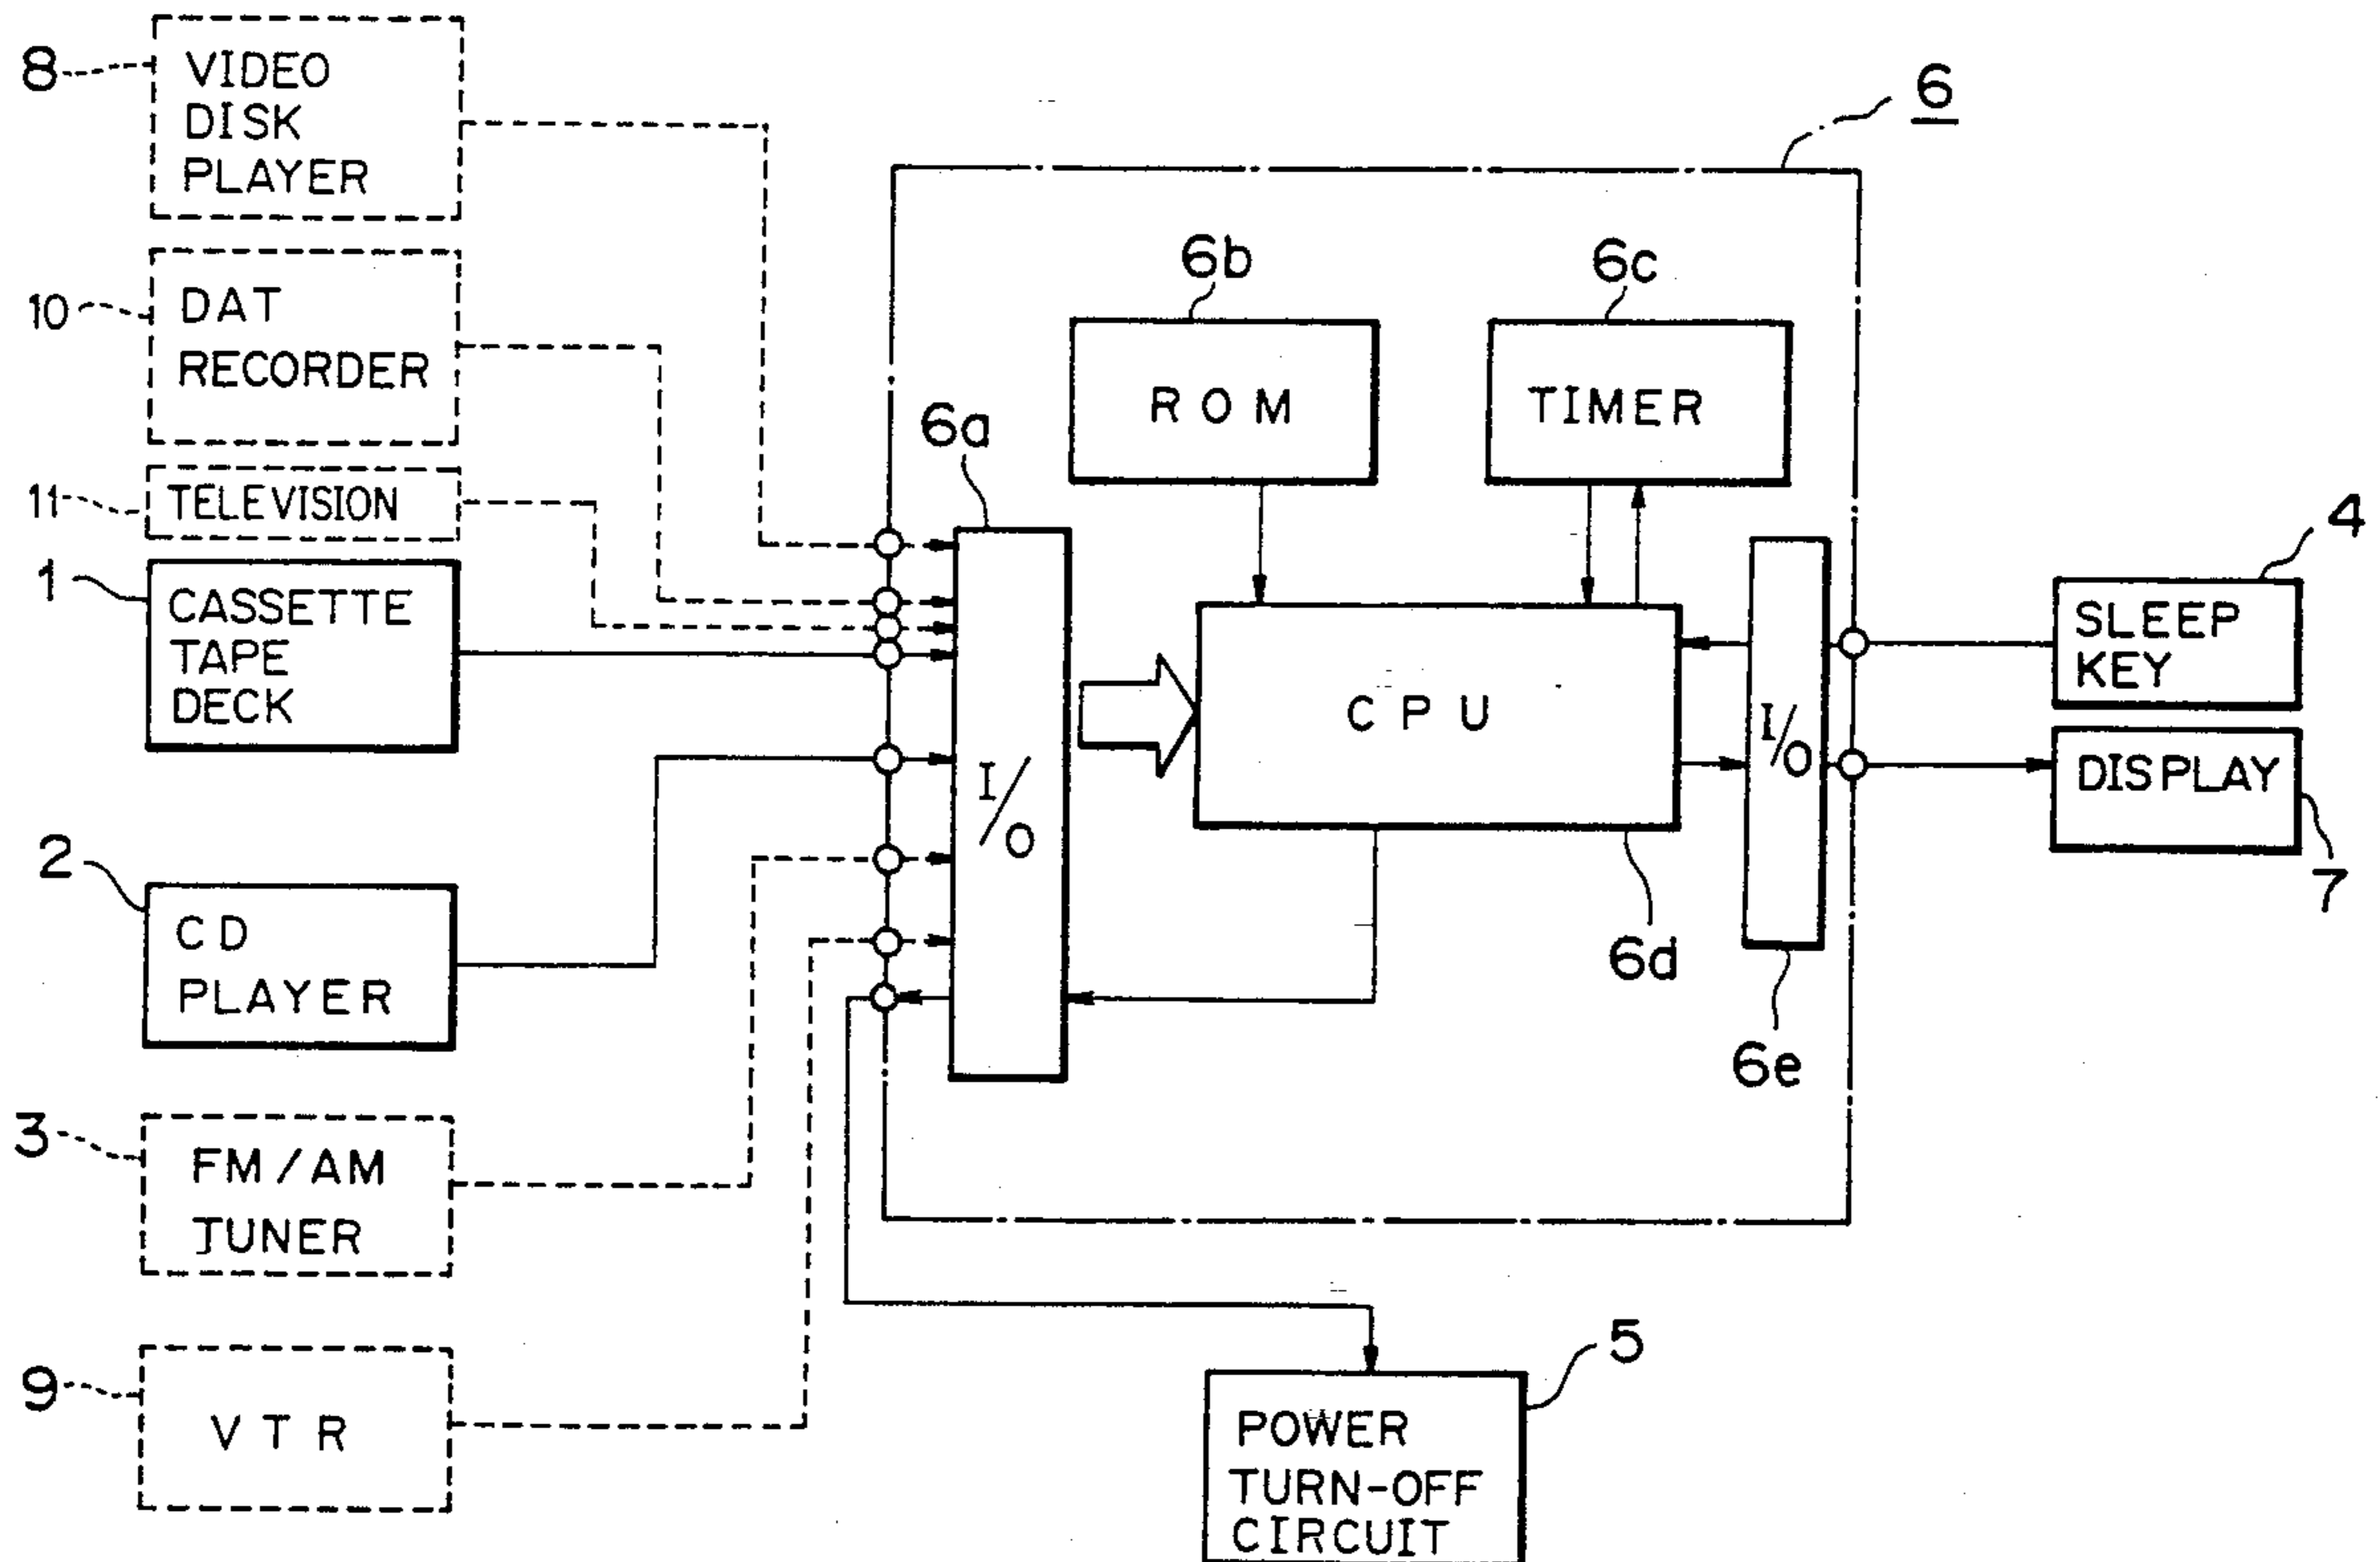 8
VIDEO
DISK
PLAYER
10
DAT
RECORDER
11
TELEVISION
1
CASSETTE
TAPE
DECK
2
CD
PLAYER
3
FM/AM
TUNER
9
VTR
6
6a
I/O
6b
ROM
6c
TIMER
CPU
6d
I/O
6e
4
SLEEP
KEY
DISPLAY
7
5
POWER
TURN-OFF
CIRCUIT